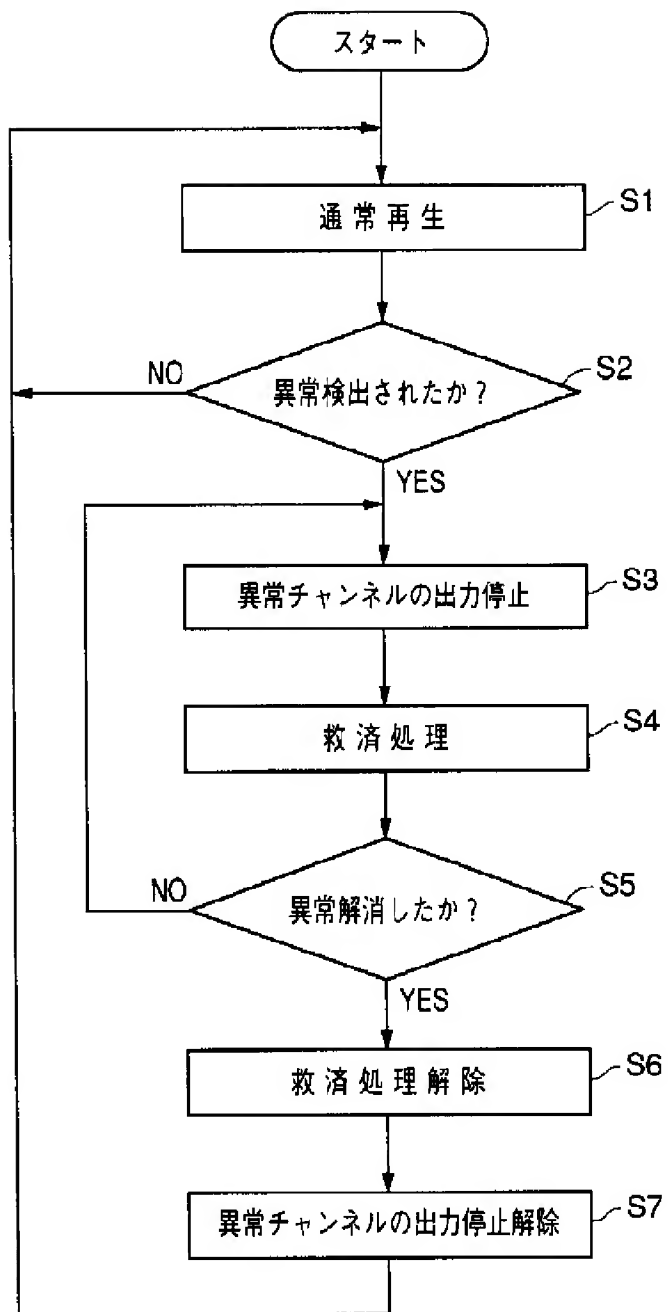 スタート
通常再生
S1
異常検出されたか？
S2
NO
YES
異常チャンネルの出力停止
S3
救済処理
S4
異常解消したか？
S5
NO
YES
救済処理解除
S6
異常チャンネルの出力停止解除
S7